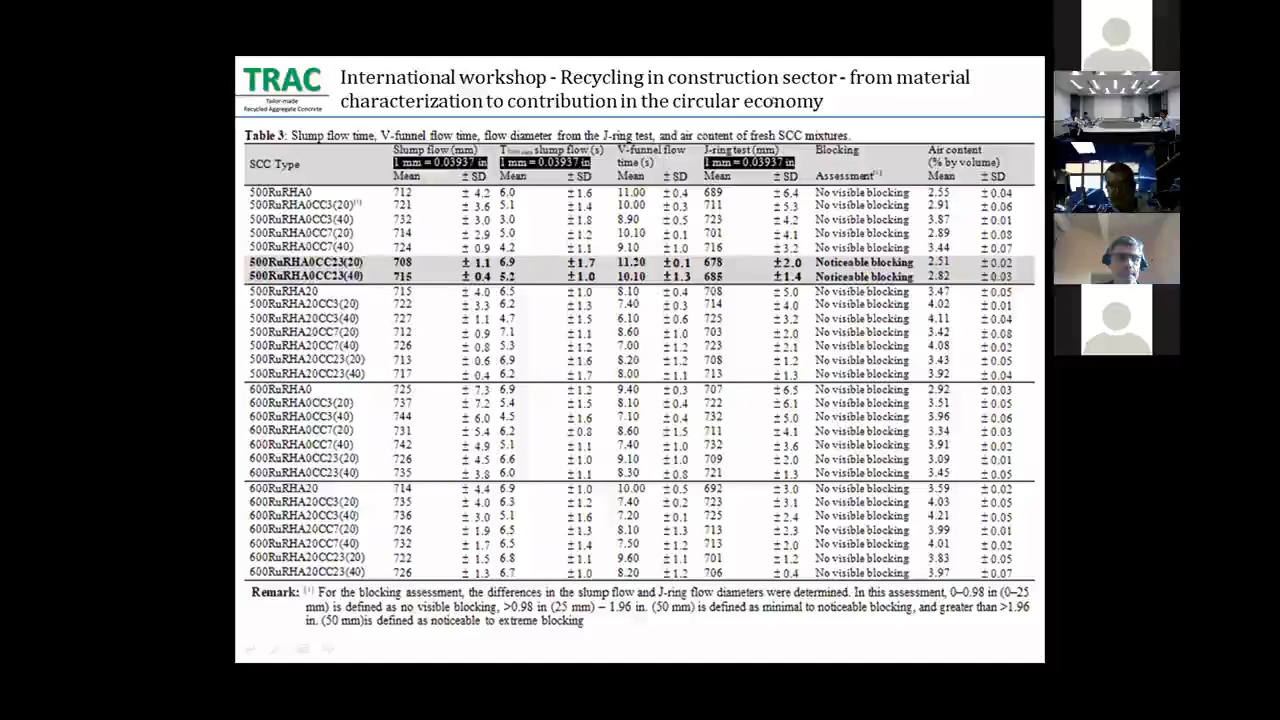 TRAC
Tailor-made
Recycled Aggregate Concrete
International workshop - Recycling in construction sector - from material
characterization to contribution in the circular economy
Table 3: Slump flow time, V-funnel flow time, flow diameter from the J-ring test, and air content of fresh SCC mixtures.
SCC Type Slump flow (mm) slump flow (s) V-funnel flow J-ring test (mm) Blocking Air content
1 mm = 0.03937 in 1 mm = 0.03937 in time (s) 1 mm = 0.03937 in (% by volume)
Mean ± SD Mean ± SD Mean ± SD Mean ± SD Assessment[1] Mean ± SD
500RuRHA0 712 ± 4.2 6.0 ± 1.6 11.00 ± 0.4 689 ± 6.4 No visible blocking 2.55 ± 0.04
500RuRHA0CC3(20) 721 ± 3.6 5.1 ± 1.4 10.00 ± 0.3 711 ± 5.3 No visible blocking 2.91 ± 0.06
500RuRHA0CC3(40) 732 ± 3.0 3.0 ± 1.8 8.90 ± 0.5 723 ± 4.2 No visible blocking 3.87 ± 0.01
500RuRHA0CC7(20) 714 ± 2.9 5.0 ± 1.2 10.10 ± 0.1 701 ± 4.1 No visible blocking 2.89 ± 0.08
500RuRHA0CC7(40) 724 ± 0.9 4.2 ± 1.1 9.10 ± 1.0 716 ± 3.2 No visible blocking 3.44 ± 0.07
500RuRHA0CC23(20) 708 ± 1.1 6.9 ± 1.7 11.20 ± 0.1 678 ± 2.0 Noticeable blocking 2.51 ± 0.02
500RuRHA0CC23(40) 715 ± 0.4 5.2 ± 1.0 10.10 ± 1.3 685 ± 1.4 Noticeable blocking 2.82 ± 0.03
500RuRHA20 715 ± 4.0 6.5 ± 1.0 8.10 ± 0.4 708 ± 5.0 No visible blocking 3.47 ± 0.05
500RuRHA20CC3(20) 722 ± 3.3 6.2 ± 1.3 7.40 ± 0.3 714 ± 4.0 No visible blocking 4.02 ± 0.01
500RuRHA20CC3(40) 727 ± 1.1 4.7 ± 1.5 6.10 ± 0.6 725 ± 3.2 No visible blocking 4.11 ± 0.04
500RuRHA20CC7(20) 712 ± 0.9 7.1 ± 1.1 8.60 ± 1.0 703 ± 2.0 No visible blocking 3.42 ± 0.08
500RuRHA20CC7(40) 726 ± 0.8 5.3 ± 1.2 7.00 ± 1.2 723 ± 2.1 No visible blocking 4.08 ± 0.02
500RuRHA20CC23(20) 713 ± 0.6 6.9 ± 1.6 8.20 ± 1.2 708 ± 1.2 No visible blocking 3.43 ± 0.05
500RuRHA20CC23(40) 717 ± 0.4 6.2 ± 1.7 8.00 ± 1.1 713 ± 1.3 No visible blocking 3.92 ± 0.04
600RuRHA0 725 ± 7.3 6.9 ± 1.2 9.40 ± 0.3 707 ± 6.5 No visible blocking 2.92 ± 0.03
600RuRHA0CC3(20) 737 ± 7.2 5.4 ± 1.5 8.10 ± 0.4 722 ± 6.1 No visible blocking 3.51 ± 0.05
600RuRHA0CC3(40) 744 ± 6.0 4.5 ± 1.6 7.10 ± 0.4 732 ± 5.0 No visible blocking 3.96 ± 0.06
600RuRHA0CC7(20) 731 ± 5.4 6.2 ± 0.8 8.60 ± 1.5 711 ± 4.1 No visible blocking 3.34 ± 0.03
600RuRHA0CC7(40) 742 ± 4.9 5.1 ± 1.1 7.40 ± 1.0 732 ± 3.6 No visible blocking 3.91 ± 0.02
600RuRHA0CC23(20) 726 ± 4.5 6.6 ± 1.0 9.10 ± 1.0 709 ± 2.0 No visible blocking 3.09 ± 0.01
600RuRHA0CC23(40) 735 ± 3.8 6.0 ± 1.1 8.30 ± 0.8 721 ± 1.3 No visible blocking 3.45 ± 0.05
600RuRHA20 714 ± 4.4 6.9 ± 1.0 10.00 ± 0.5 692 ± 3.0 No visible blocking 3.59 ± 0.02
600RuRHA20CC3(20) 735 ± 4.0 6.3 ± 1.2 7.40 ± 0.2 723 ± 3.1 No visible blocking 4.03 ± 0.05
600RuRHA20CC3(40) 736 ± 3.0 5.1 ± 1.6 7.20 ± 0.1 725 ± 2.4 No visible blocking 4.21 ± 0.05
600RuRHA20CC7(20) 726 ± 1.9 6.5 ± 1.3 8.10 ± 1.3 713 ± 2.3 No visible blocking 3.99 ± 0.01
600RuRHA20CC7(40) 732 ± 1.7 6.5 ± 1.4 7.50 ± 1.2 713 ± 2.0 No visible blocking 4.01 ± 0.02
600RuRHA20CC23(20) 722 ± 1.5 6.8 ± 1.1 9.60 ± 1.1 701 ± 1.2 No visible blocking 3.83 ± 0.05
600RuRHA20CC23(40) 726 ± 1.3 6.7 ± 1.0 8.20 ± 1.2 706 ± 0.4 No visible blocking 3.97 ± 0.07
Remark: [1] For the blocking assessment, the differences in the slump flow and J-ring flow diameters were determined. In this assessment, 0–0.98 in (0–25
mm) is defined as no visible blocking, >0.98 in (25 mm) – 1.96 in. (50 mm) is defined as minimal to noticeable blocking, and greater than >1.96
in. (50 mm)is defined as noticeable to extreme blocking